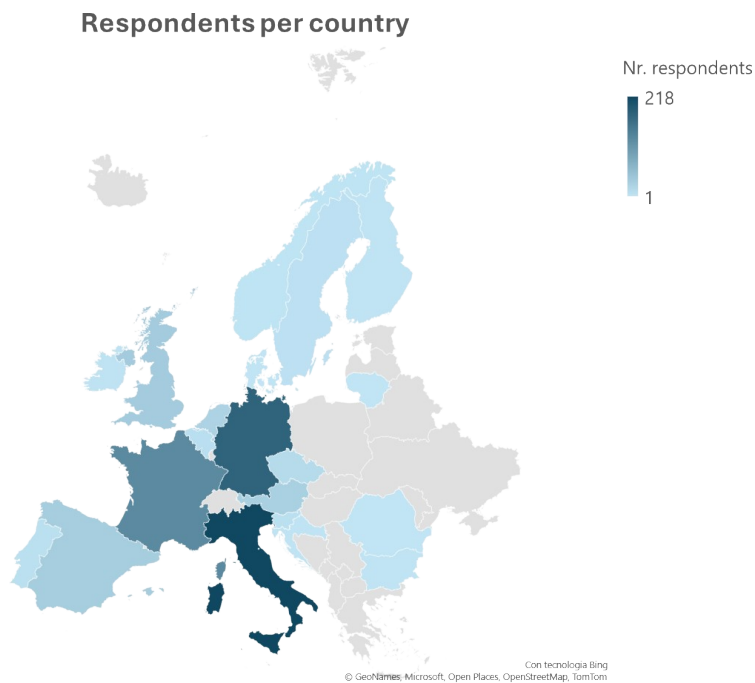 Respondents per country
Nr. respondents
218
1
Con tecnologia Bing
© GeoNames, Microsoft, Open Places, OpenStreetMap, TomTom